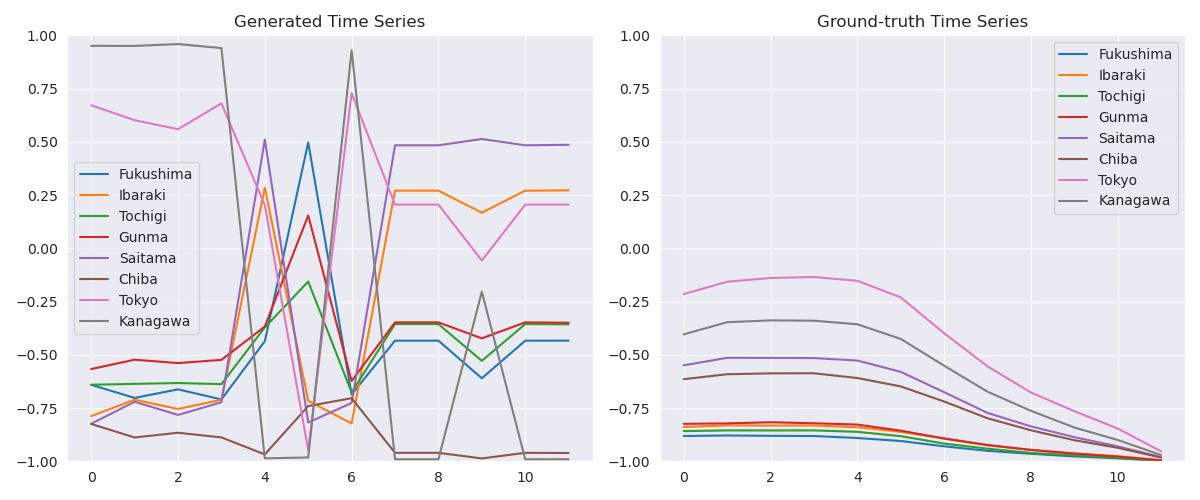 Generated Time Series
1.00
0.75
0.50
0.25
0.00
−0.25
−0.50
−0.75
−1.00
Fukushima
Ibaraki
Tochigi
Gunma
Saitama
Chiba
Tokyo
Kanagawa
0 2 4 6 8 10
Ground-truth Time Series
1.00
0.75
0.50
0.25
0.00
−0.25
−0.50
−0.75
−1.00
Fukushima
Ibaraki
Tochigi
Gunma
Saitama
Chiba
Tokyo
Kanagawa
0 2 4 6 8 10